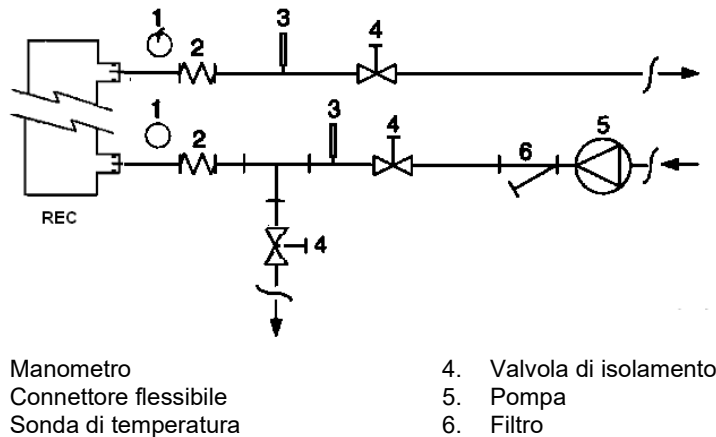 1
2
3
4
1
2
3
4
6
5
REC
4
Manometro
Connettore flessibile
Sonda di temperatura
4. Valvola di isolamento
5. Pompa
6. Filtro